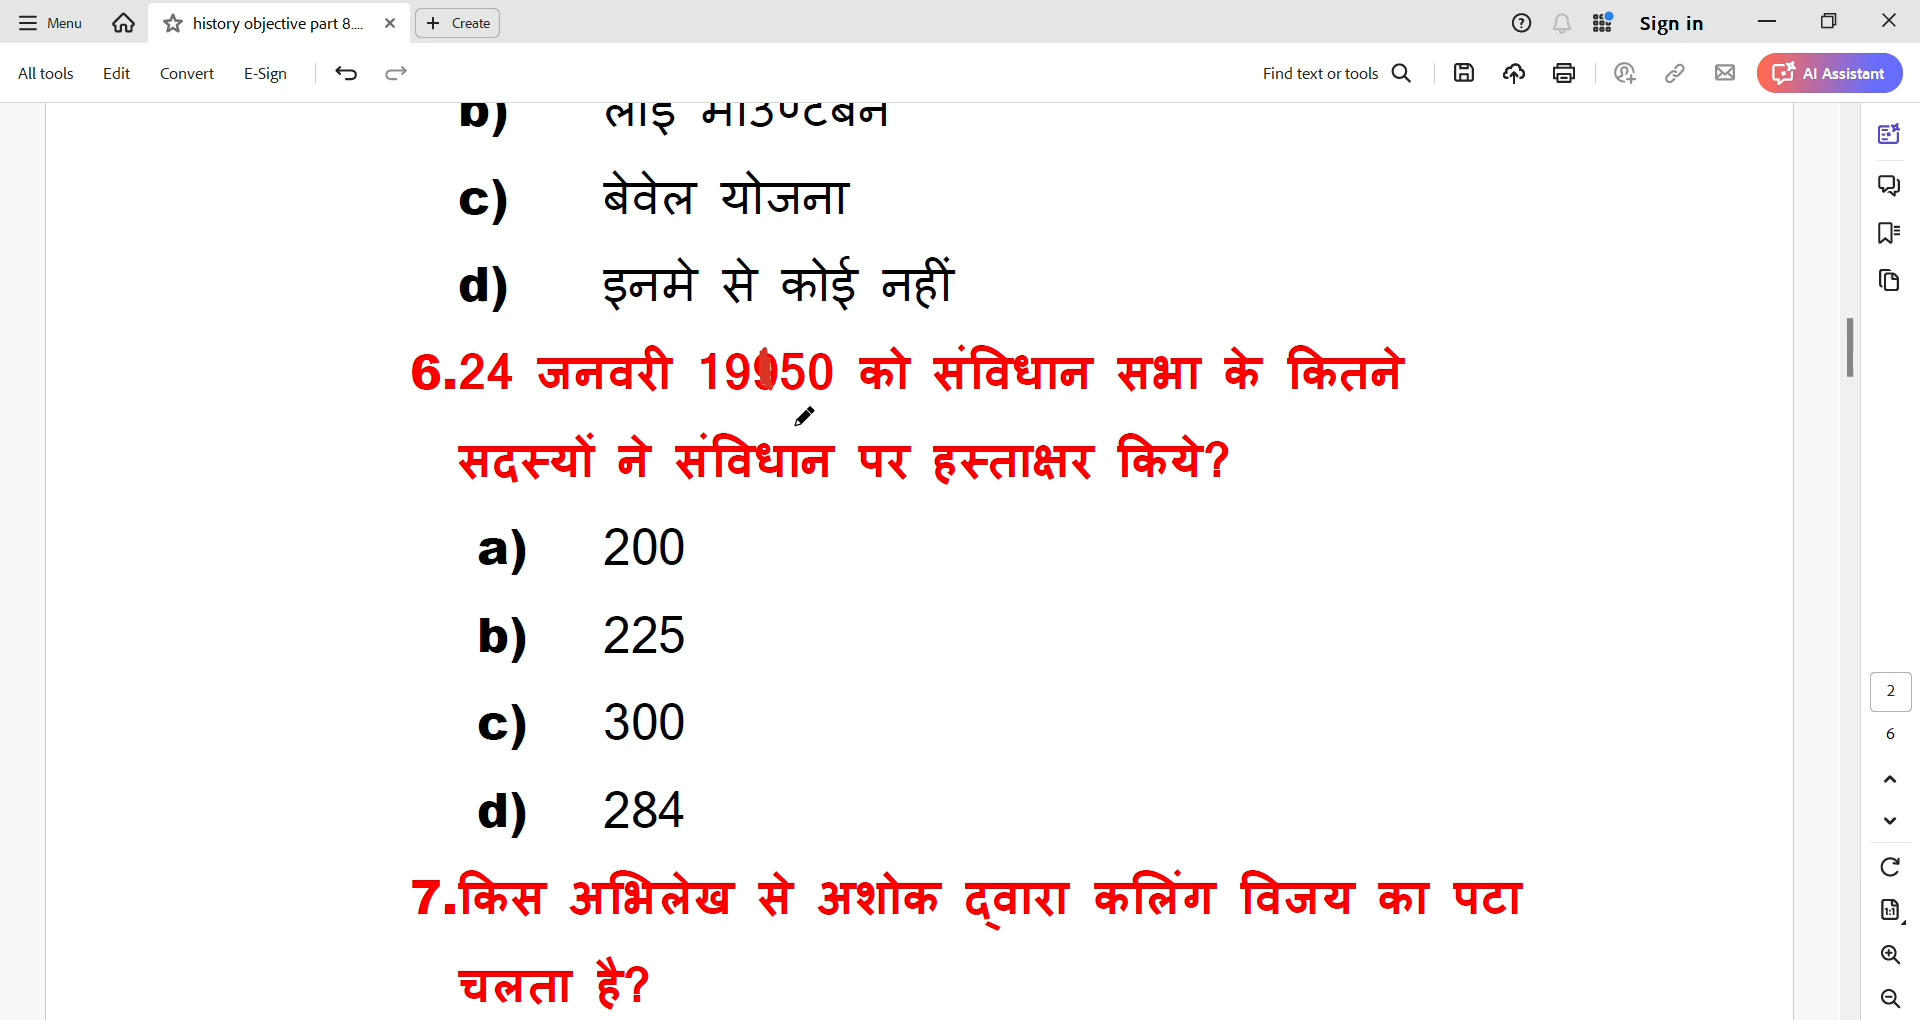 Menu
history objective part 8....
Create
Sign in
All tools
Edit
Convert
E-Sign
Find text or tools
AI Assistant
b) लॉई माउण्टबेन
c) बेवेल योजना
d) इनमे से कोई नहीं
6.24 जनवरी 19950 को संविधान सभा के कितने
सदस्यों ने संविधान पर हस्ताक्षर किये?
a) 200
b) 225
c) 300
d) 284
7.किस अभिलेख से अशोक द्वारा कलिंग विजय का पटा
चलता है?
2
6